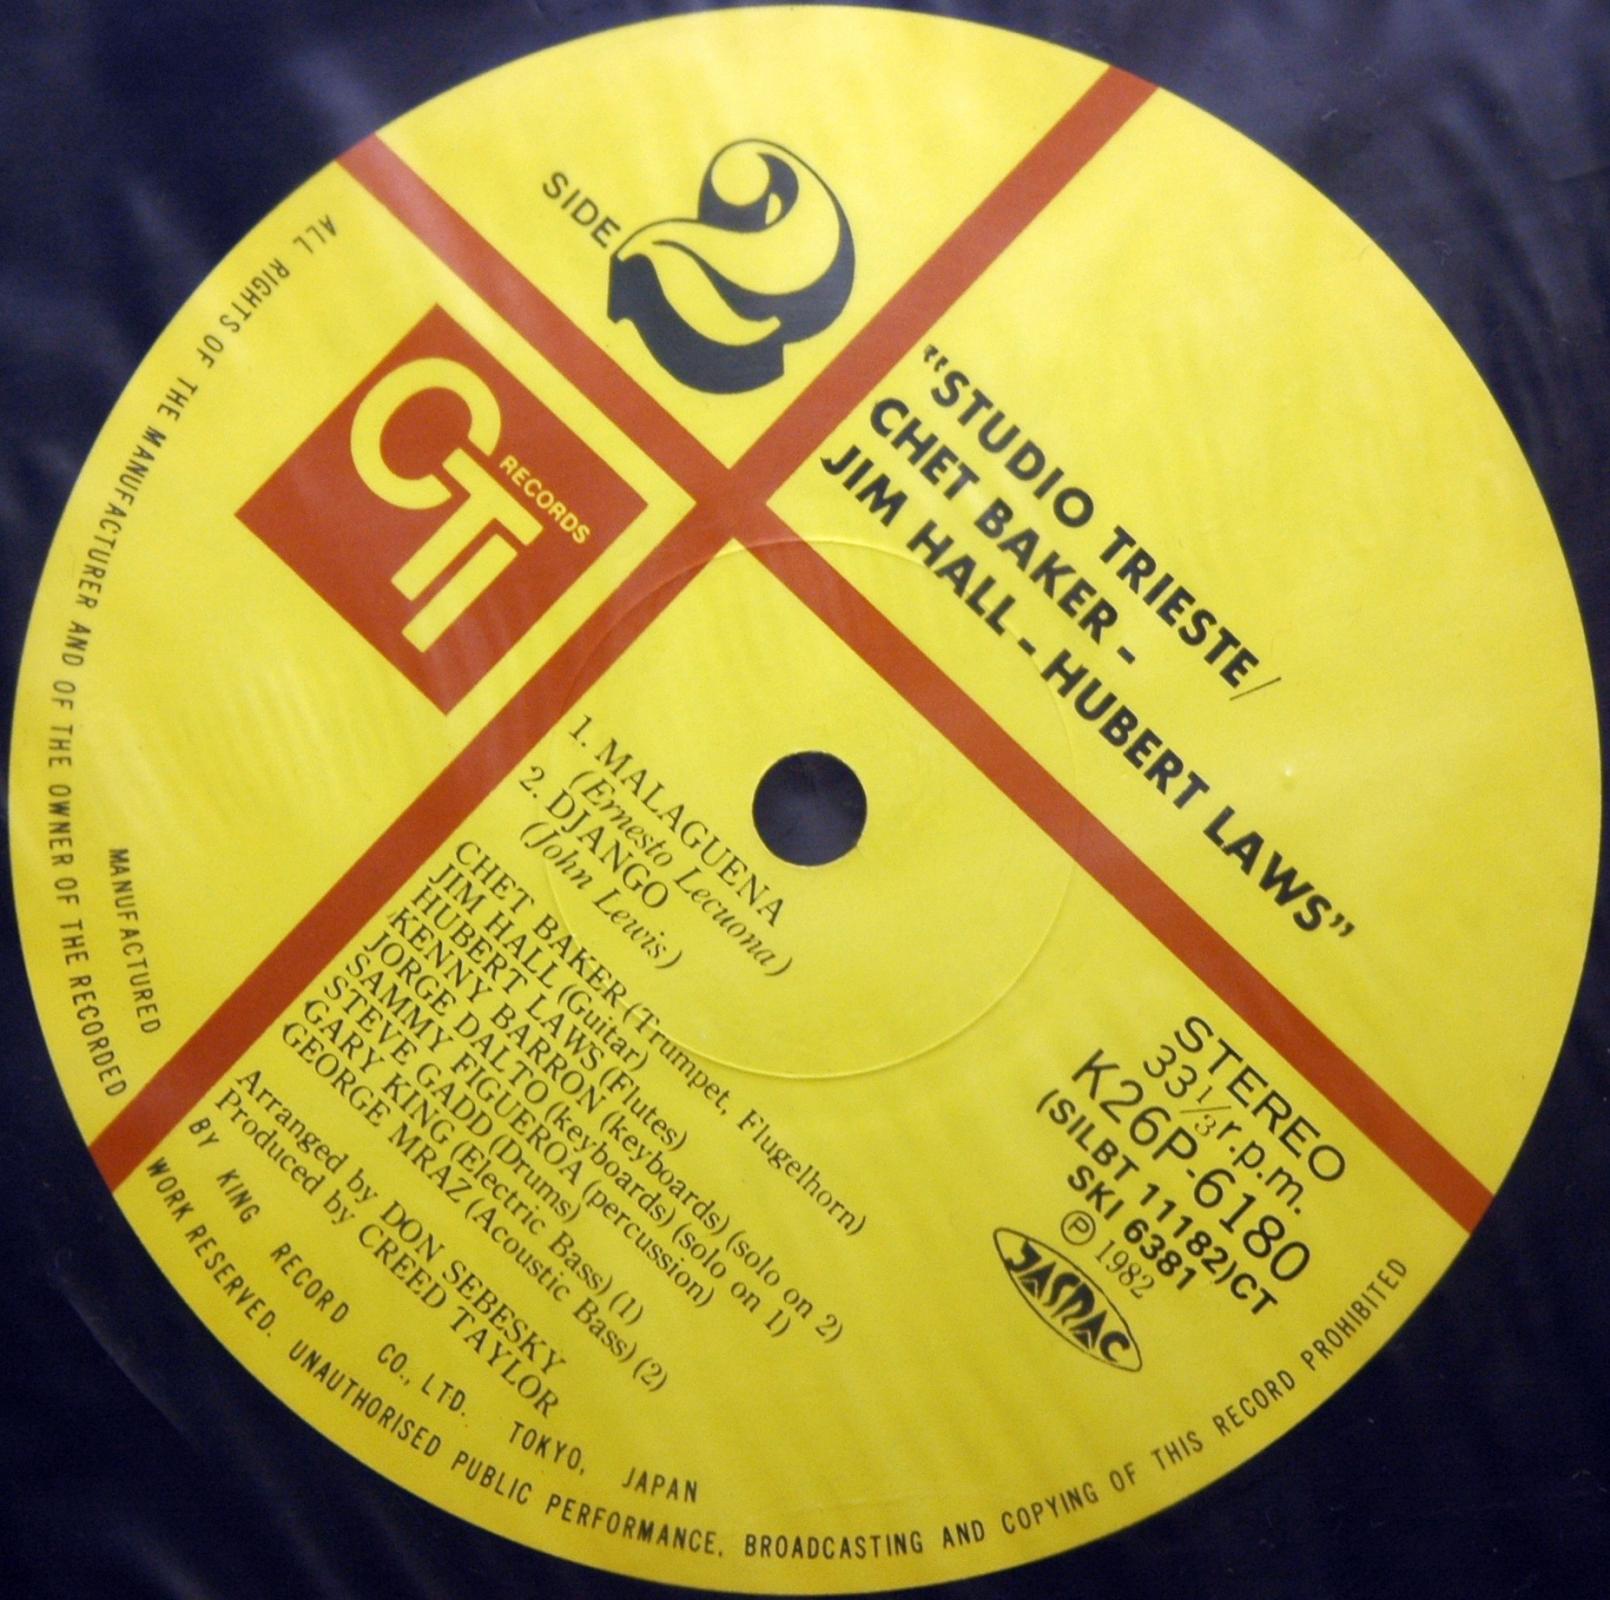 SIDE 2
CTI
RECORDS
"STUDIO TRIESTE/
CHET BAKER -
JIM HALL - HUBERT LAWS"
1. MALAGUENA
(Ernesto Lecuona)
2. DJANGO
(John Lewis)
CHET BAKER (Trumpet, Flugelhorn)
JIM HALL (Guitar)
HUBERT LAWS (Flutes)
KENNY BARRON (keyboards) (solo on 2)
JORGE DALTO (keyboards) (solo on 1)
SAMMY FIGUEROA (percussion)
STEVE GADD (Drums)
GARY KING (Electric Bass) (1)
GEORGE MRAZ (Acoustic Bass) (2)
Arranged by DON SEBESKY
Produced by CREED TAYLOR
STEREO
33 1/3 r.p.m.
K26P-6180
(SILBT 11182)CT
SKI 6381
Ⓟ 1982
JASRAC
MANUFACTURED BY KING RECORD CO., LTD. TOKYO, JAPAN
ALL RIGHTS OF THE MANUFACTURER AND OF THE OWNER OF THE RECORDED WORK RESERVED. UNAUTHORISED PUBLIC PERFORMANCE, BROADCASTING AND COPYING OF THIS RECORD PROHIBITED